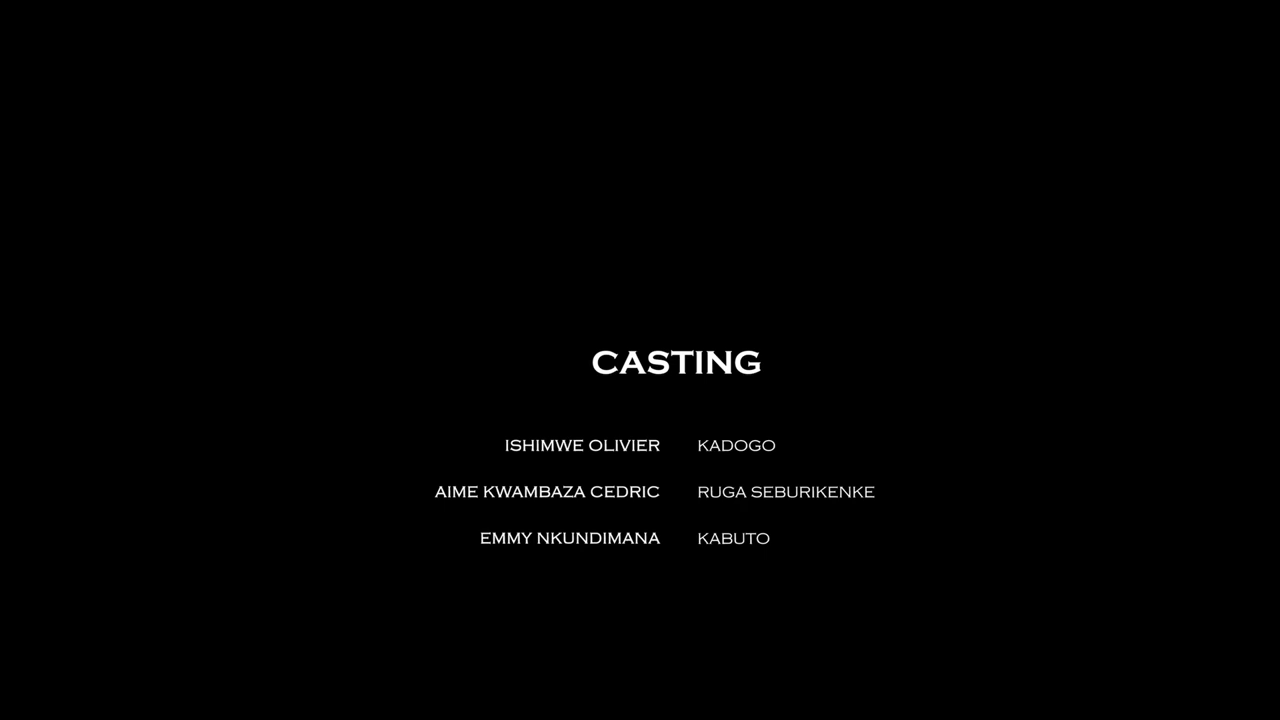 CASTING
ISHIMWE OLIVIER KADOGO
AIME KWAMBAZA CEDRIC RUGA SEBURIKENKE
EMMY NKUNDIMANA KABUTO